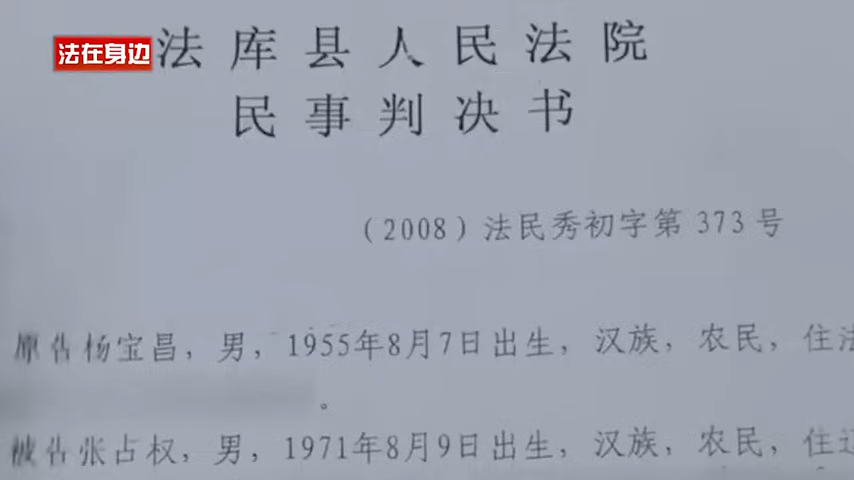 法在身边
法库县人民法院
民事判决书
（2008）法民秀初字第 373 号
原告杨宝昌，男，1955年8月7日出生，汉族，农民，住法
。
被告张占权，男，1971年8月9日出生，汉族，农民，住辽